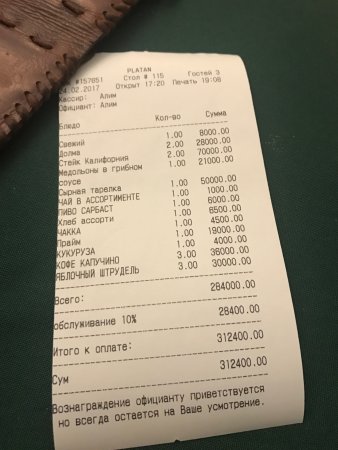 PLATAN
#157651 Стол # 115 Гостей 3
24.02.2017 Открыт 17:20 Печать 19:08
Кассир: Алим
Официант: Алим
Блюдо Кол-во Сумма
Свежий 1.00 8000.00
Долма 2.00 28000.00
Стейк Калифорния 2.00 70000.00
Медольоны в грибном 1.00 21000.00
соусе
Сырная тарелка 1.00 50000.00
ЧАЙ В АССОРТИМЕНТЕ 1.00 1000.00
ПИВО САРБАСТ 1.00 6000.00
Хлеб ассорти 1.00 6500.00
ЧАККА 1.00 4500.00
Прайм 1.00 19000.00
КУКУРУЗА 1.00 4000.00
КОФЕ КАПУЧИНО 3.00 36000.00
ЯБЛОЧНЫЙ ШТРУДЕЛЬ 3.00 30000.00
Всего: 284000.00
обслуживание 10% 28400.00
Итого к оплате: 312400.00
Сум 312400.00
Вознаграждение официанту приветствуется
но всегда остается на Ваше усмотрение.